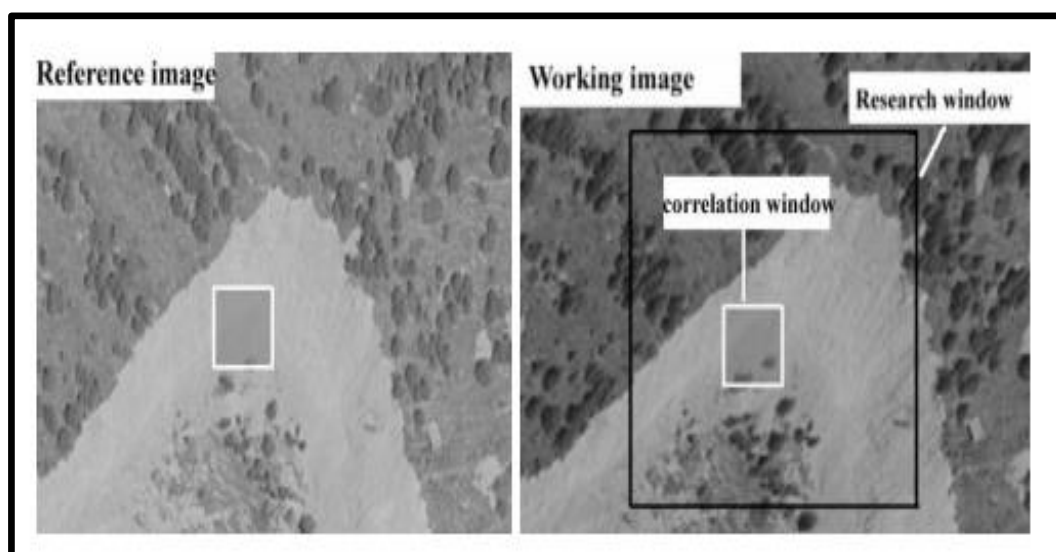 Reference image
Working image
Research window
correlation window